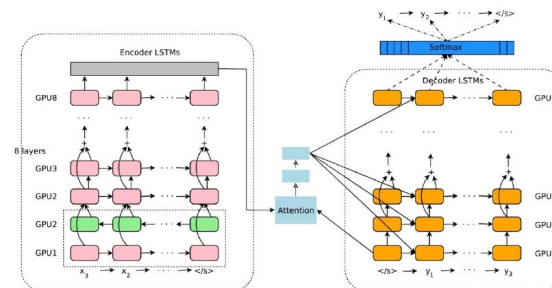 y1 → y2 → ··· → </s>
Softmax
Encoder LSTMs
Decoder LSTMs
GPU8
GPU
8 layers
GPU3
GPU
GPU2
GPU
GPU2
GPU
Attention
GPU1
GPU
x3 → x2 → ··· → </s>
</s> → y1 → ··· → y3